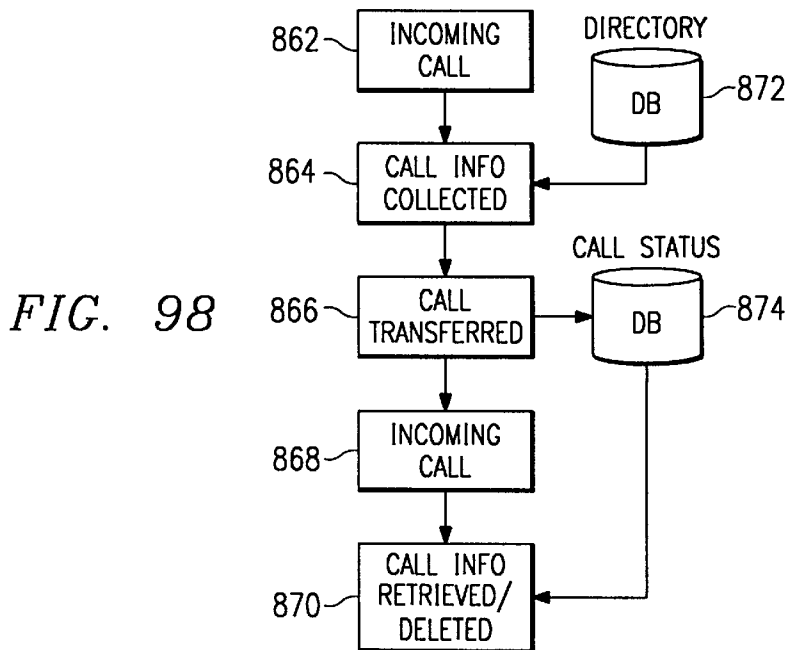 862
INCOMING
CALL
DIRECTORY
DB
872
864
CALL INFO
COLLECTED
CALL STATUS
FIG. 98
866
CALL
TRANSFERRED
DB
874
868
INCOMING
CALL
870
CALL INFO
RETRIEVED/
DELETED